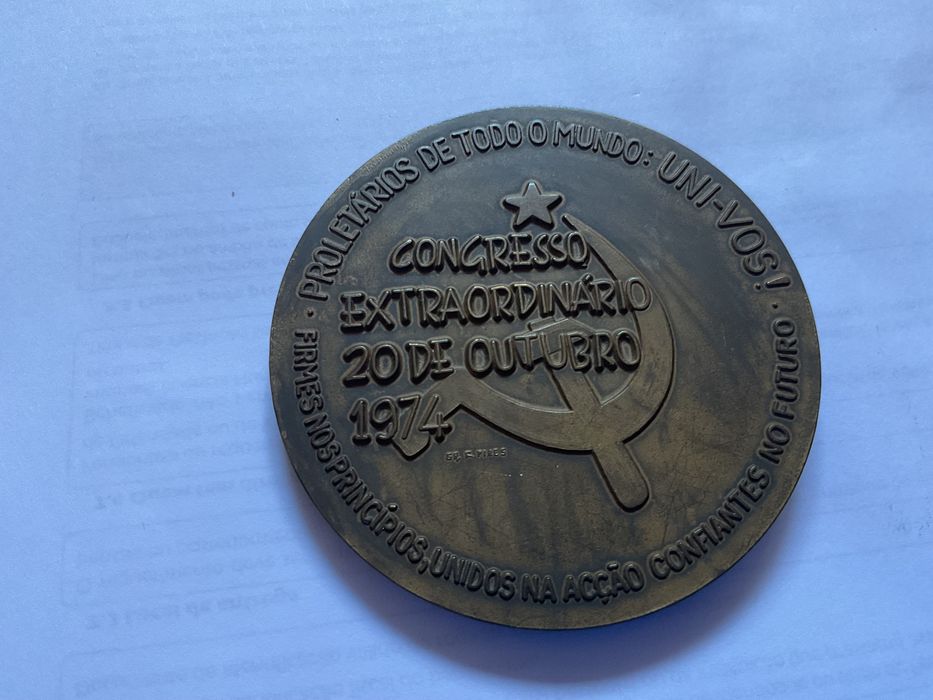 PROLETÁRIOS DE TODO O MUNDO: UNI-VOS!
CONGRESSO
EXTRAORDINÁRIO
20 DE OUTUBRO
1974
· FIRMES NOS PRINCÍPIOS, UNIDOS NA ACÇÃO CONFIANTES NO FUTURO ·